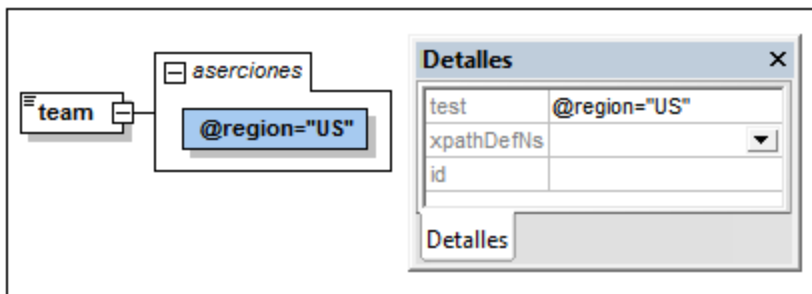 team
aserciones
@region="US"
Detalles
test @region="US"
xpathDefNs
id
Detalles